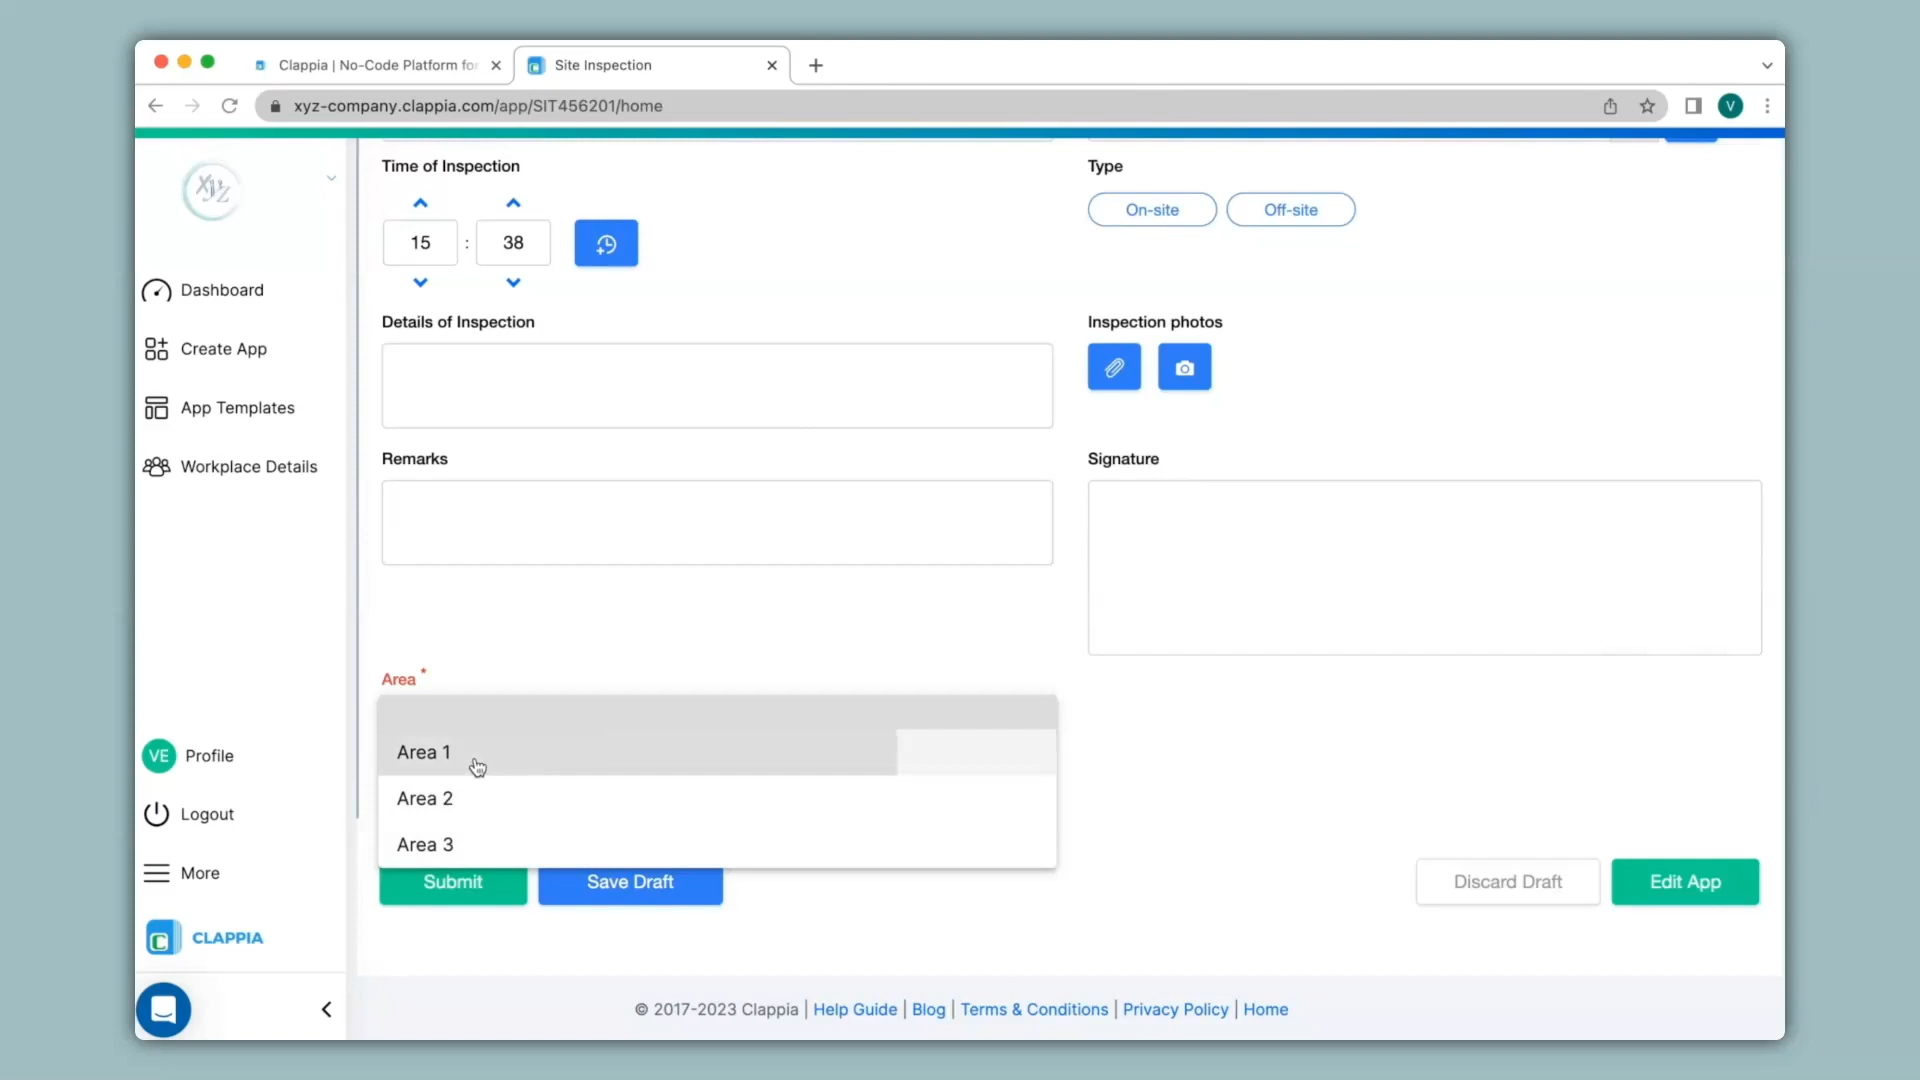 Clappia | No-Code Platform for
Site Inspection
xyz-company.clappia.com/app/SIT456201/home
V
XYZ
Dashboard
Create App
App Templates
Workplace Details
VE Profile
Logout
More
CLAPPIA
Time of Inspection
15 : 38
Type
On-site
Off-site
Details of Inspection
Inspection photos
Remarks
Signature
Area *
Area 1
Area 2
Area 3
Submit
Save Draft
Discard Draft
Edit App
© 2017-2023 Clappia | Help Guide | Blog | Terms & Conditions | Privacy Policy | Home